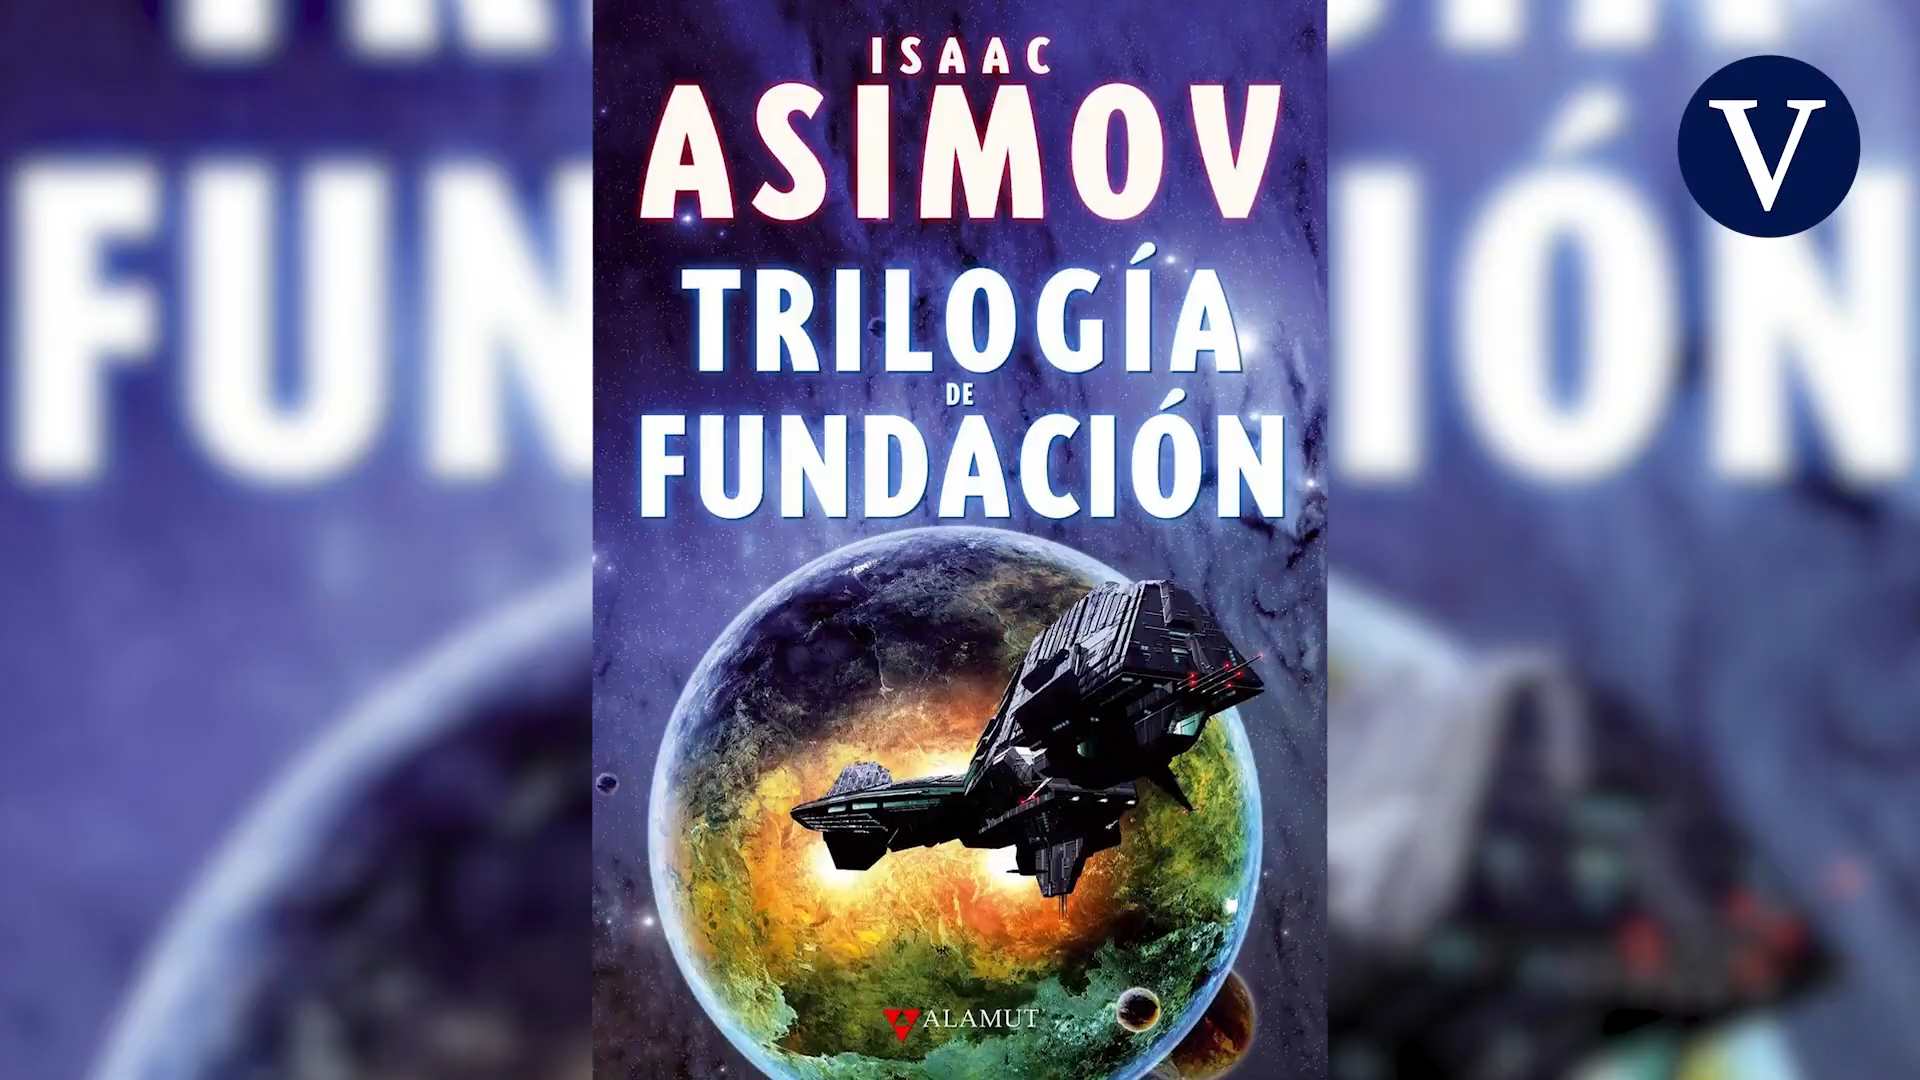 ISAAC
ASIMOV
TRILOGÍA
DE
FUNDACIÓN
ALAMUT
V